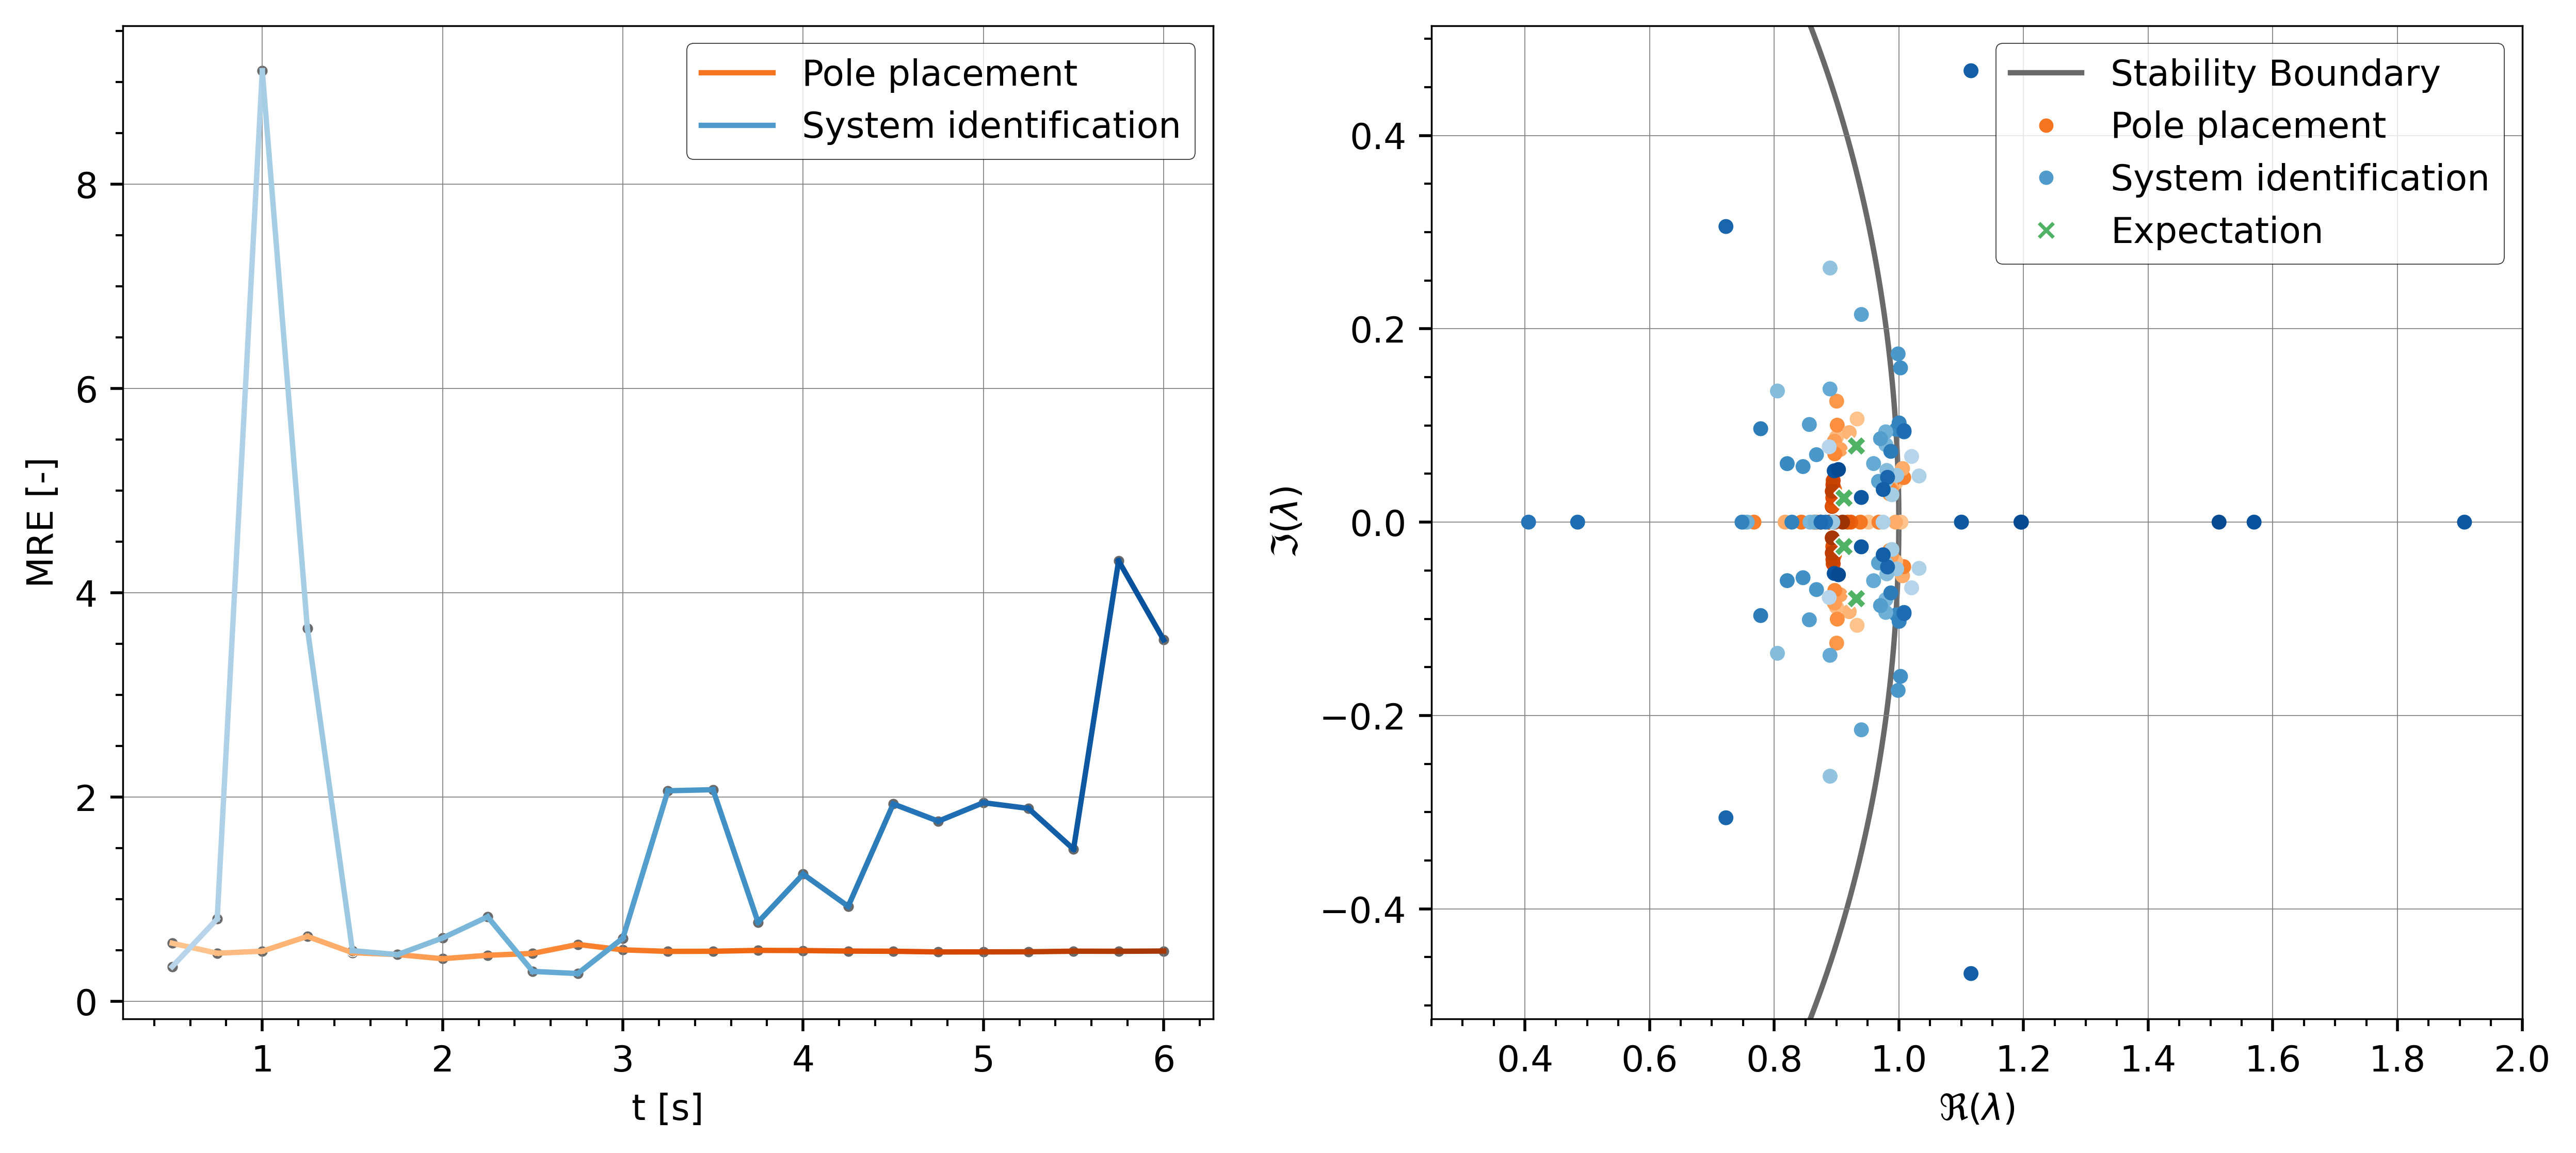 MRE [-]
8
6
4
2
0
1 2 3 4 5 6
t [s]
Pole placement
System identification
ℑ(λ)
0.4
0.2
0.0
−0.2
−0.4
0.4 0.6 0.8 1.0 1.2 1.4 1.6 1.8 2.0
ℜ(λ)
Stability Boundary
Pole placement
System identification
Expectation